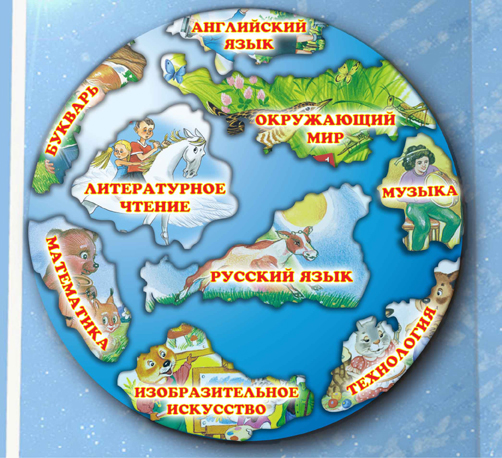 АНГЛИЙСКИЙ
ЯЗЫК
БУКВАРЬ
ОКРУЖАЮЩИЙ
МИР
ЛИТЕРАТУРНОЕ
ЧТЕНИЕ
МУЗЫКА
МАТЕМАТИКА
РУССКИЙ ЯЗЫК
ТЕХНОЛОГИЯ
ИЗОБРАЗИТЕЛЬНОЕ
ИСКУССТВО